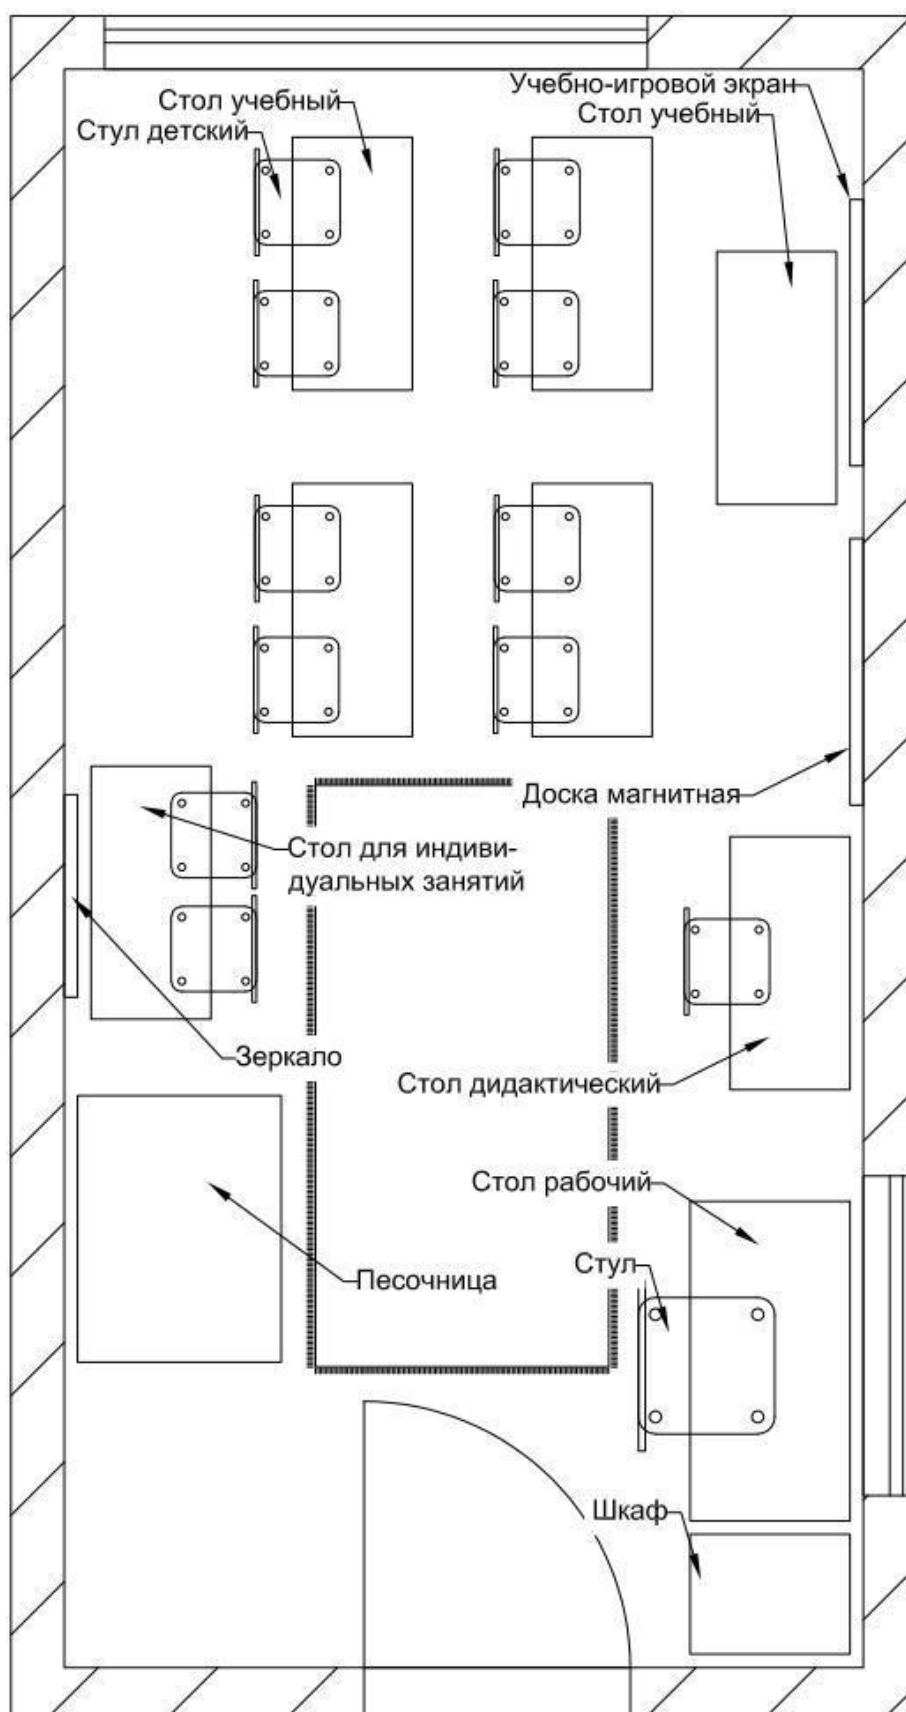 Учебно-игровой экран
Стол учебный
Стол учебный
Стул детский
Доска магнитная
Стол для индиви-
дуальных занятий
Зеркало
Стол дидактический
Стол рабочий
Стул
Песочница
Шкаф